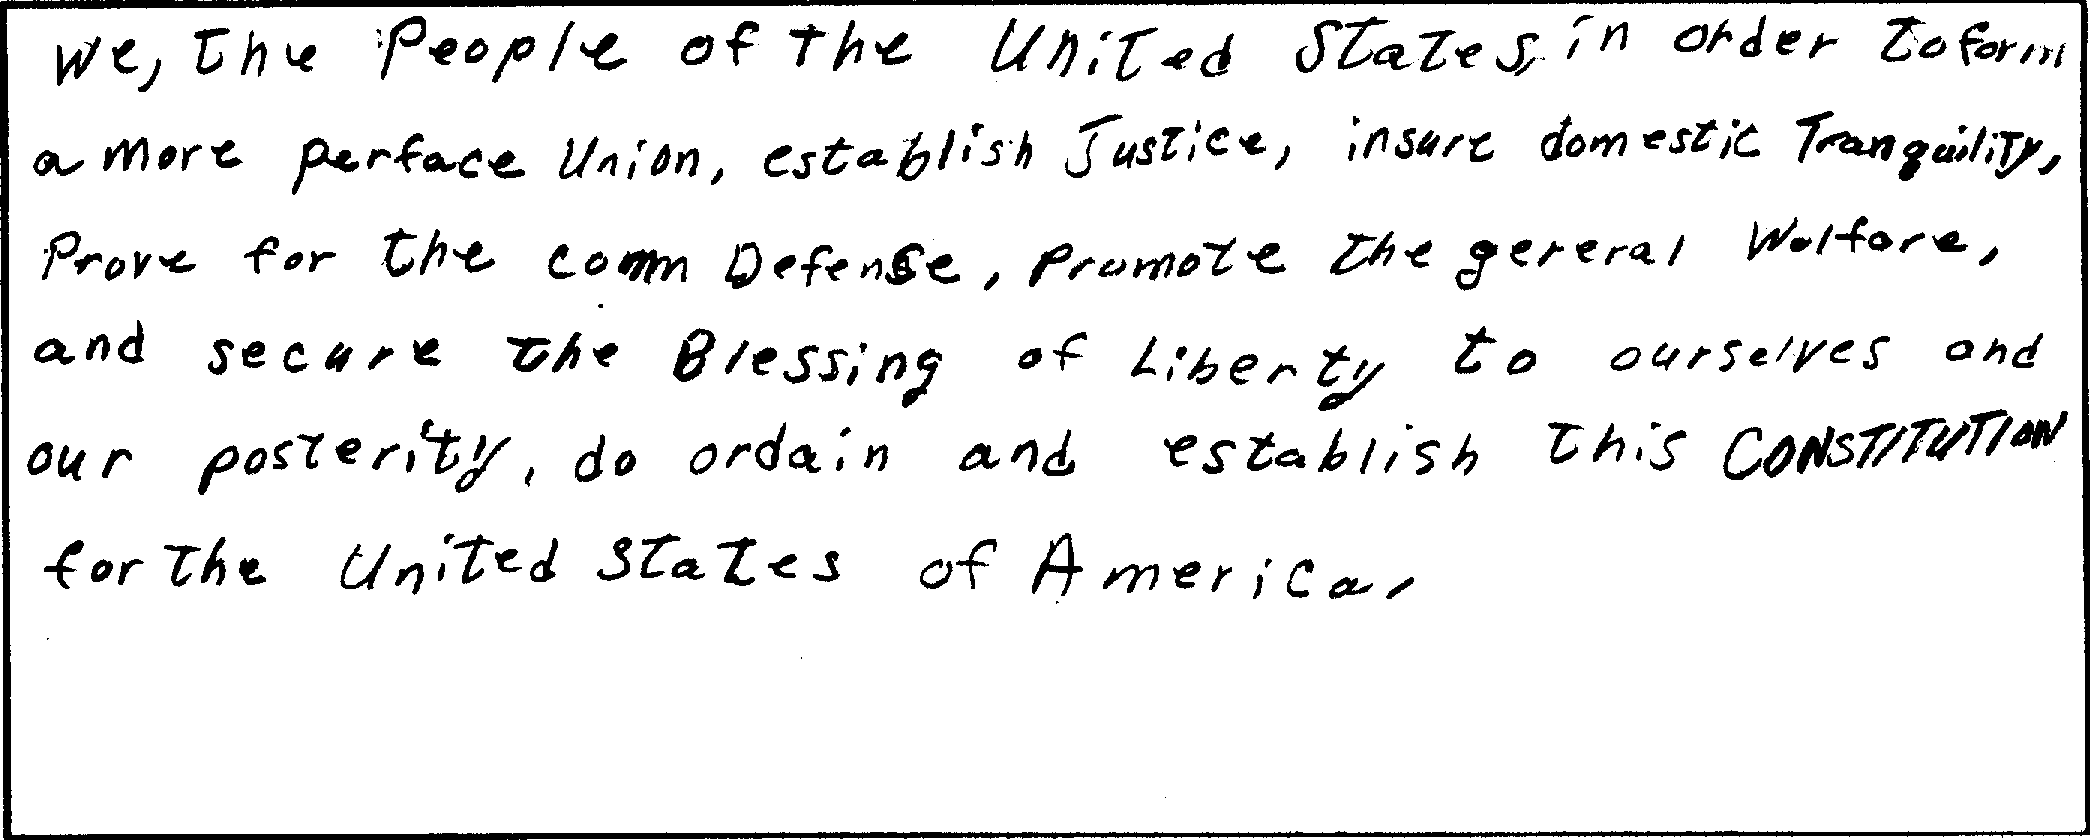 We, the People of the United States, in order to form
a more perface Union, establish Justice, insure domestic Tranquility,
Prove for the comm Defense, Promote the gereral Welfare,
and secure the Blessing of Liberty to ourselves and
our posterity, do ordain and establish this CONSTITUTION
for the United States of America.